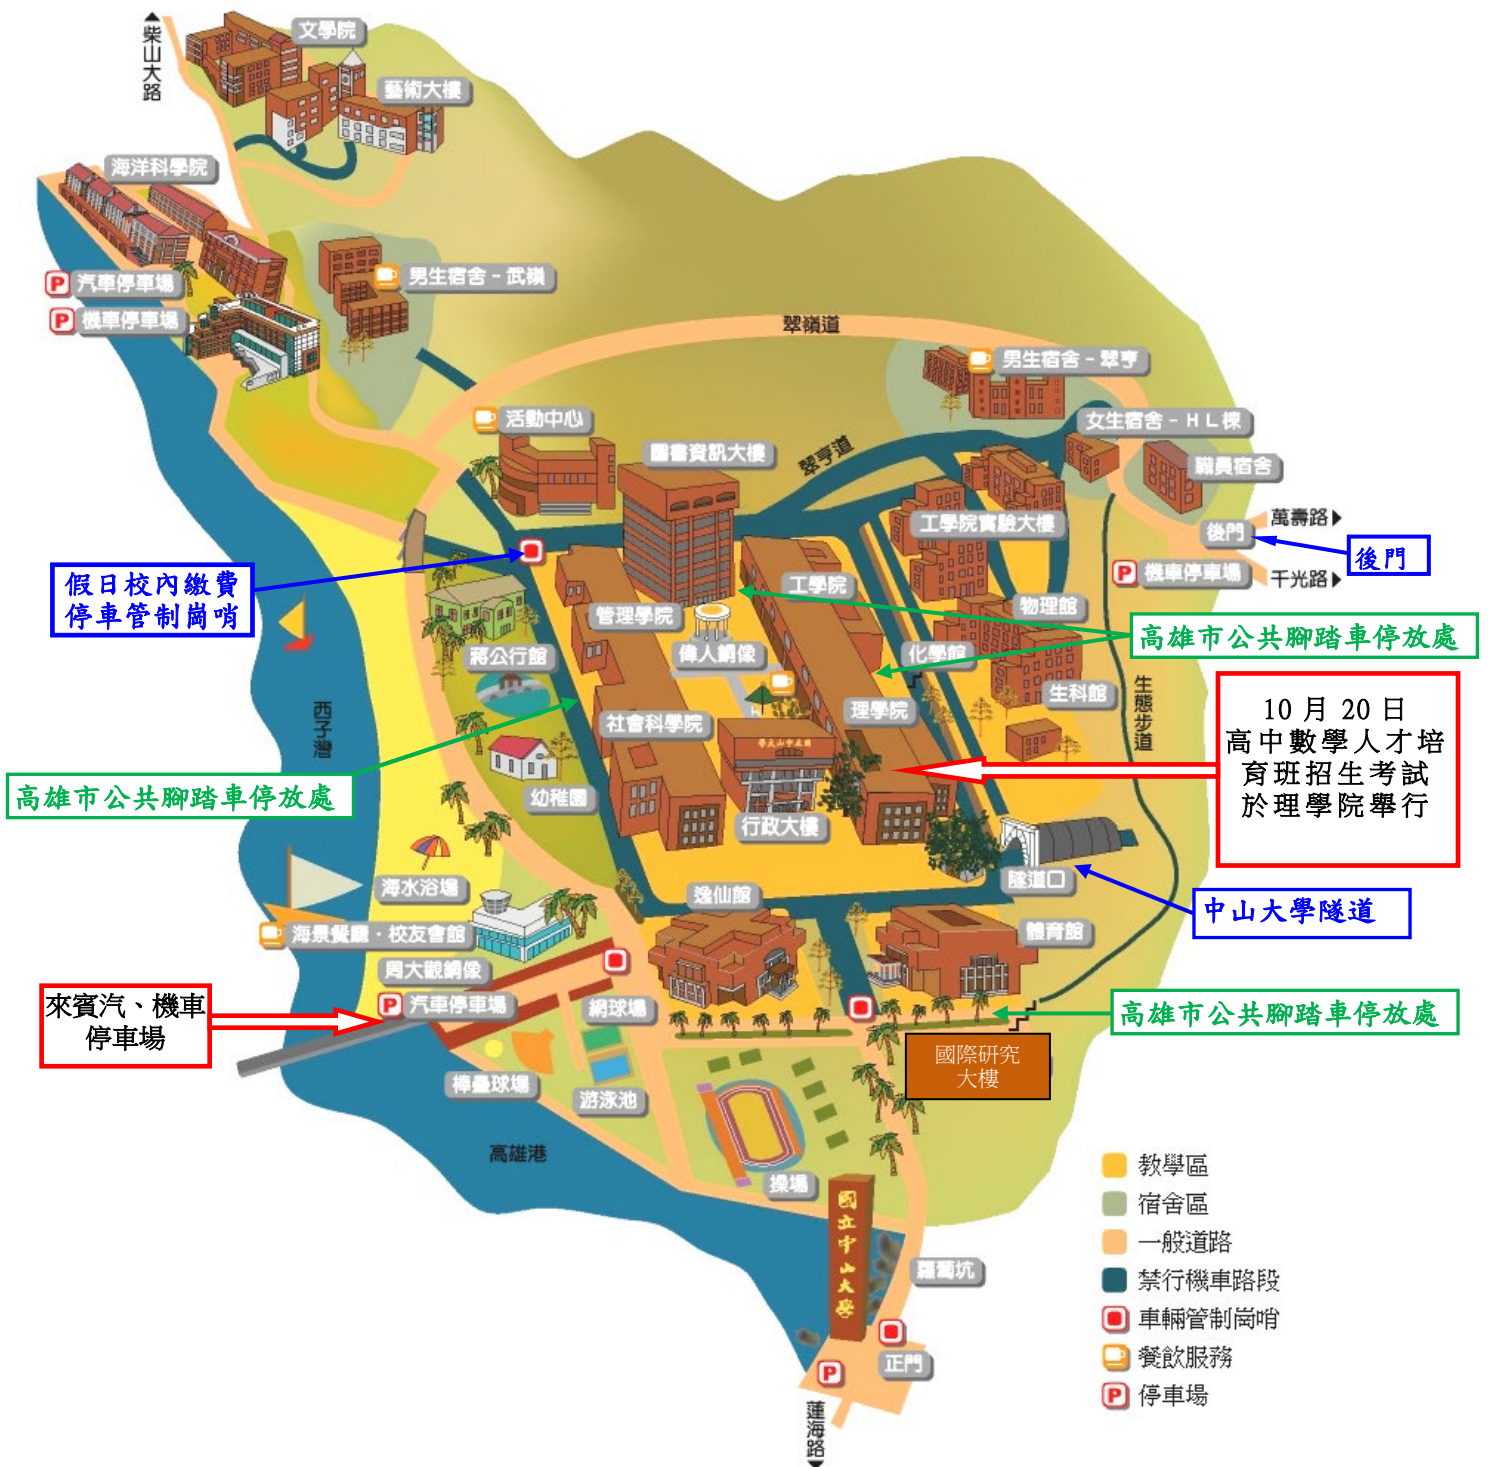 柴山大路
文學院
藝術大樓
海洋科學院
P 汽車停車場
P 機車停車場
男生宿舍-武嶺
翠嶺道
男生宿舍-翠亨
活動中心
女生宿舍-HL棟
圖書資訊大樓
翠亨道
職員宿舍
工學院實驗大樓
萬壽路
後門
後門
P 機車停車場
千光路
假日校內繳費
停車管制崗哨
工學院
管理學院
物理館
高雄市公共腳踏車停放處
蔣公行館
偉人銅像
化學館
生科館
生態步道
西子灣
社會科學院
理學院
國立中山大學
10 月 20 日
高中數學人才培
育班招生考試
於理學院舉行
高雄市公共腳踏車停放處
幼稚園
行政大樓
海水浴場
逸仙館
隧道口
中山大學隧道
海景餐廳·校友會館
體育館
周大觀銅像
來賓汽、機車
停車場
P 汽車停車場
網球場
高雄市公共腳踏車停放處
國際研究
大樓
棒壘球場
游泳池
高雄港
操場
國立中山大學
蘿蔔坑
正門
P
蓮海路
教學區
宿舍區
一般道路
禁行機車路段
車輛管制崗哨
餐飲服務
P 停車場